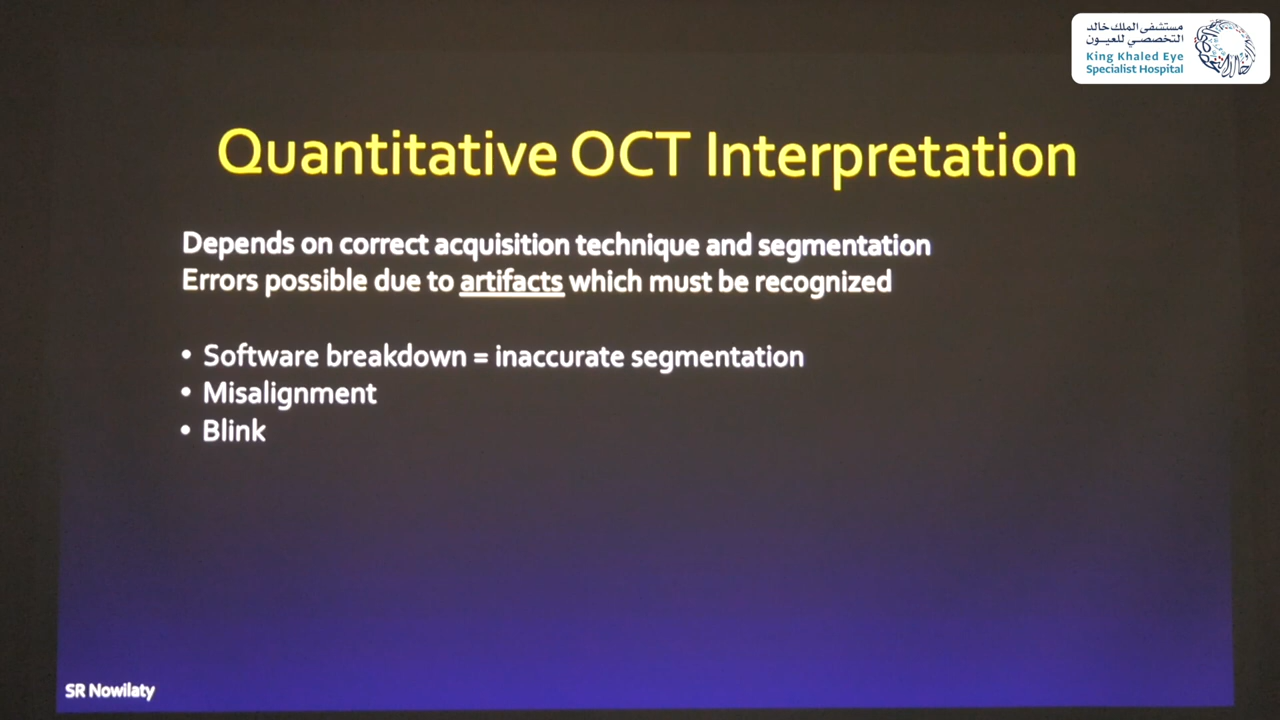 مستشفى الملك خالد
التخصصي للعيون
King Khaled Eye
Specialist Hospital
Quantitative OCT Interpretation
Depends on correct acquisition technique and segmentation
Errors possible due to artifacts which must be recognized
• Software breakdown = inaccurate segmentation
• Misalignment
• Blink
SR Nowilaty